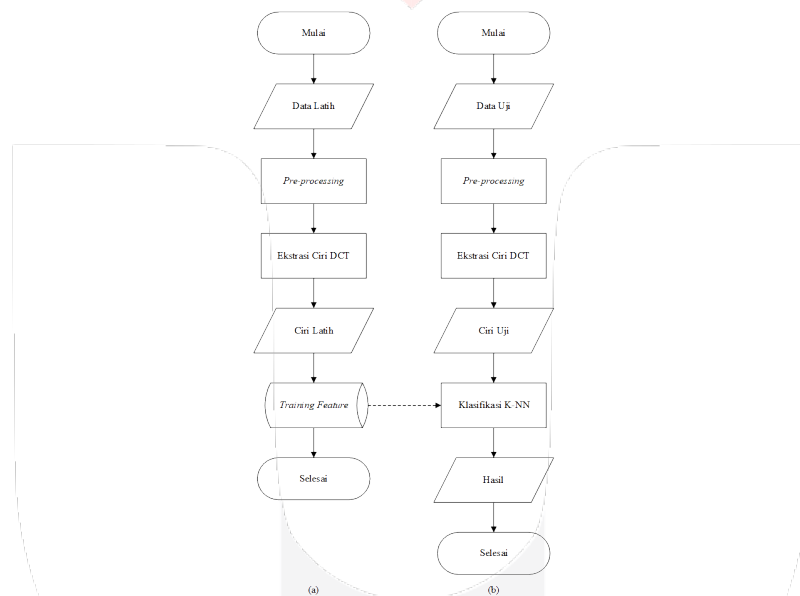 Mulai
Data Latih
Pre-processing
Ekstrasi Ciri DCT
Ciri Latih
Training Feature
Selesai
(a)
Mulai
Data Uji
Pre-processing
Ekstrasi Ciri DCT
Ciri Uji
Klasifikasi K-NN
Hasil
Selesai
(b)